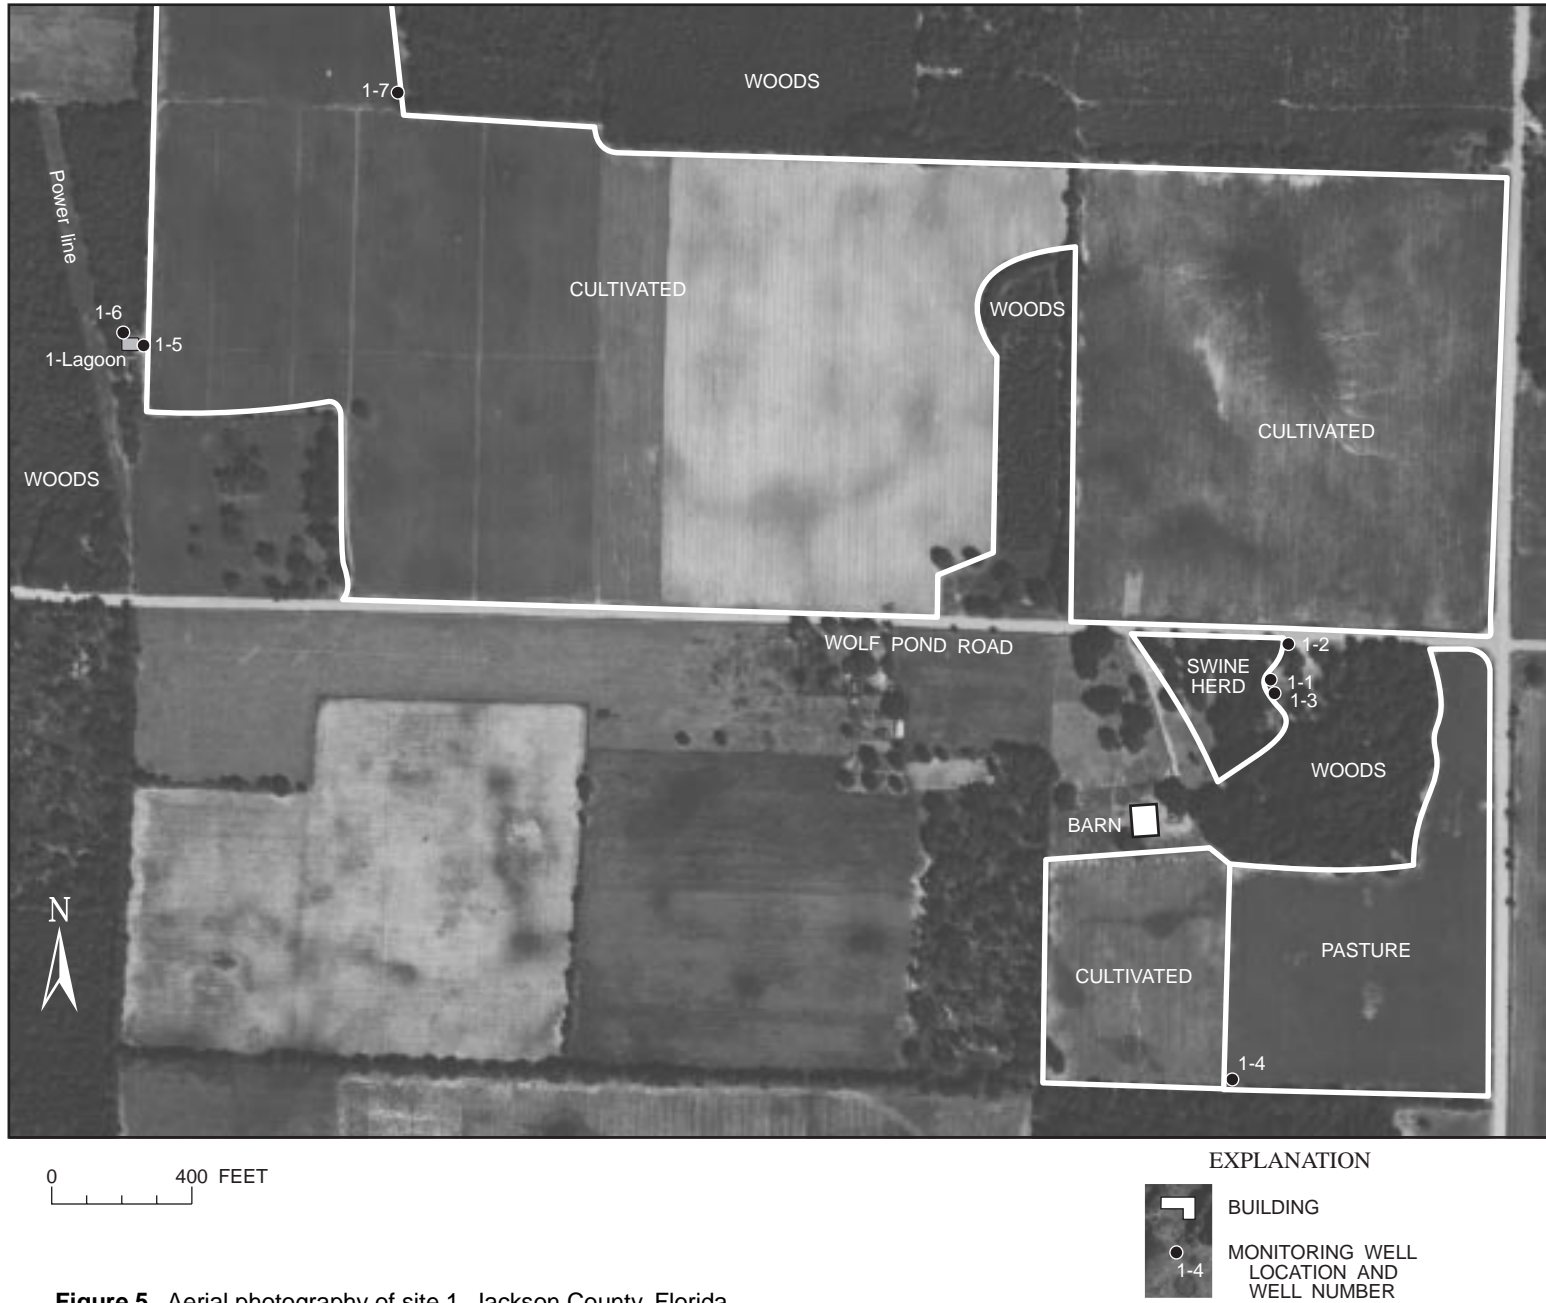 WOODS
1-7
Power line
CULTIVATED
WOODS
1-6
1-5
1-Lagoon
CULTIVATED
WOODS
WOLF POND ROAD
1-2
SWINE
HERD
1-1
1-3
WOODS
BARN
N
PASTURE
CULTIVATED
1-4
0 400 FEET
EXPLANATION
BUILDING
MONITORING WELL
LOCATION AND
WELL NUMBER
1-4
Figure 5. Aerial photography of site 1, Jackson County, Florida